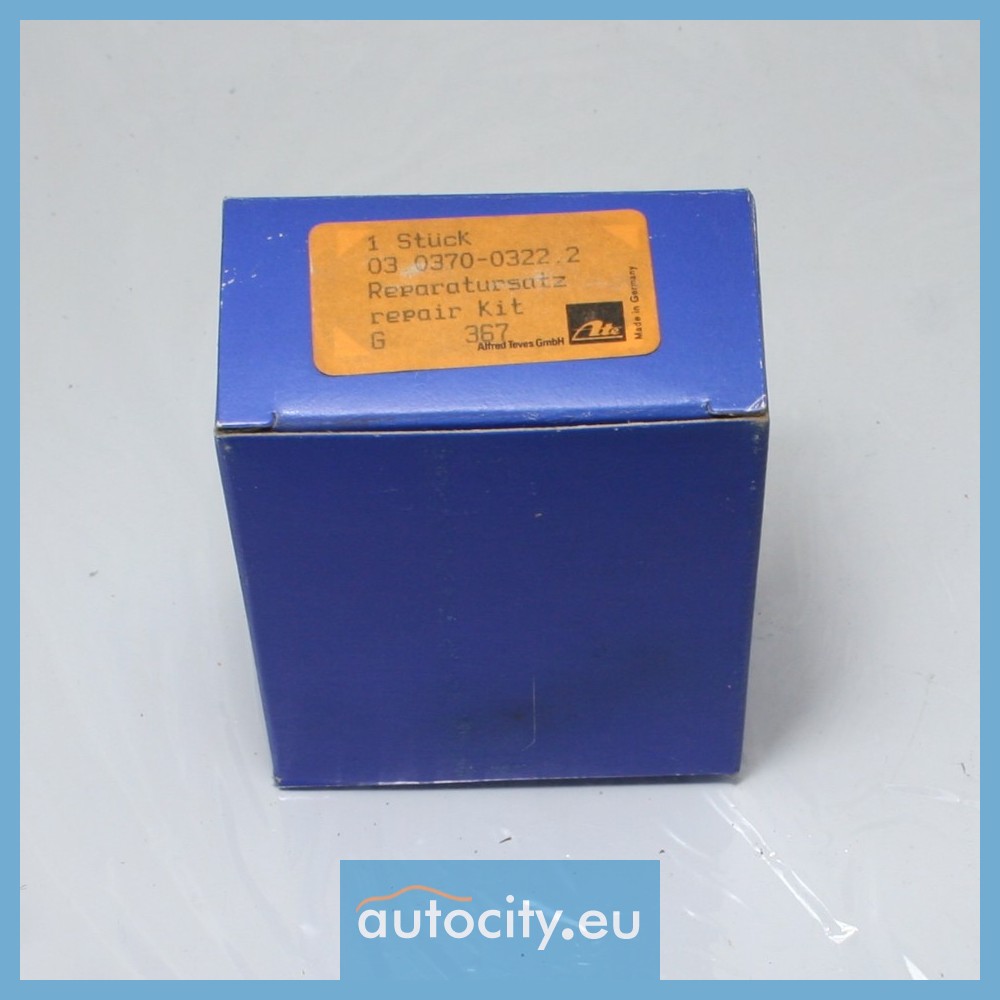 1 Stück
03.0370-0322.2
Reparatursatz
repair Kit
G 367
Alfred Teves GmbH
Ate
Made in Germany
autocity.eu